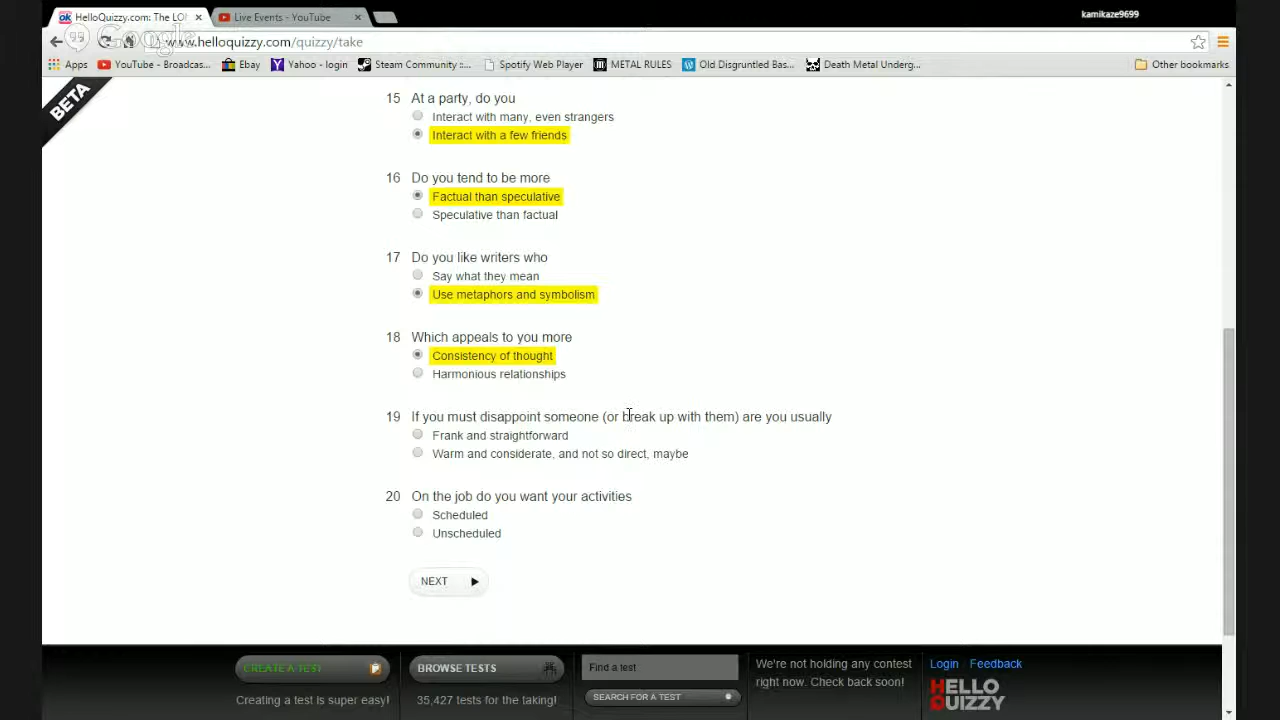 HelloQuizzy.com: The LO
Live Events - YouTube
kamikaze9699
Google
www.helloquizzy.com/quizzy/take
Apps
YouTube - Broadcas...
Ebay
Yahoo - login
Steam Community ::...
Spotify Web Player
METAL RULES
Old Disgruntled Bas...
Death Metal Underg...
Other bookmarks
BETA
15 At a party, do you
Interact with many, even strangers
Interact with a few friends
16 Do you tend to be more
Factual than speculative
Speculative than factual
17 Do you like writers who
Say what they mean
Use metaphors and symbolism
18 Which appeals to you more
Consistency of thought
Harmonious relationships
19 If you must disappoint someone (or break up with them) are you usually
Frank and straightforward
Warm and considerate, and not so direct, maybe
20 On the job do you want your activities
Scheduled
Unscheduled
NEXT
CREATE A TEST
Creating a test is super easy!
BROWSE TESTS
35,427 tests for the taking!
Find a test
SEARCH FOR A TEST
We're not holding any contest
right now. Check back soon!
Login Feedback
HELLO
QUIZZY